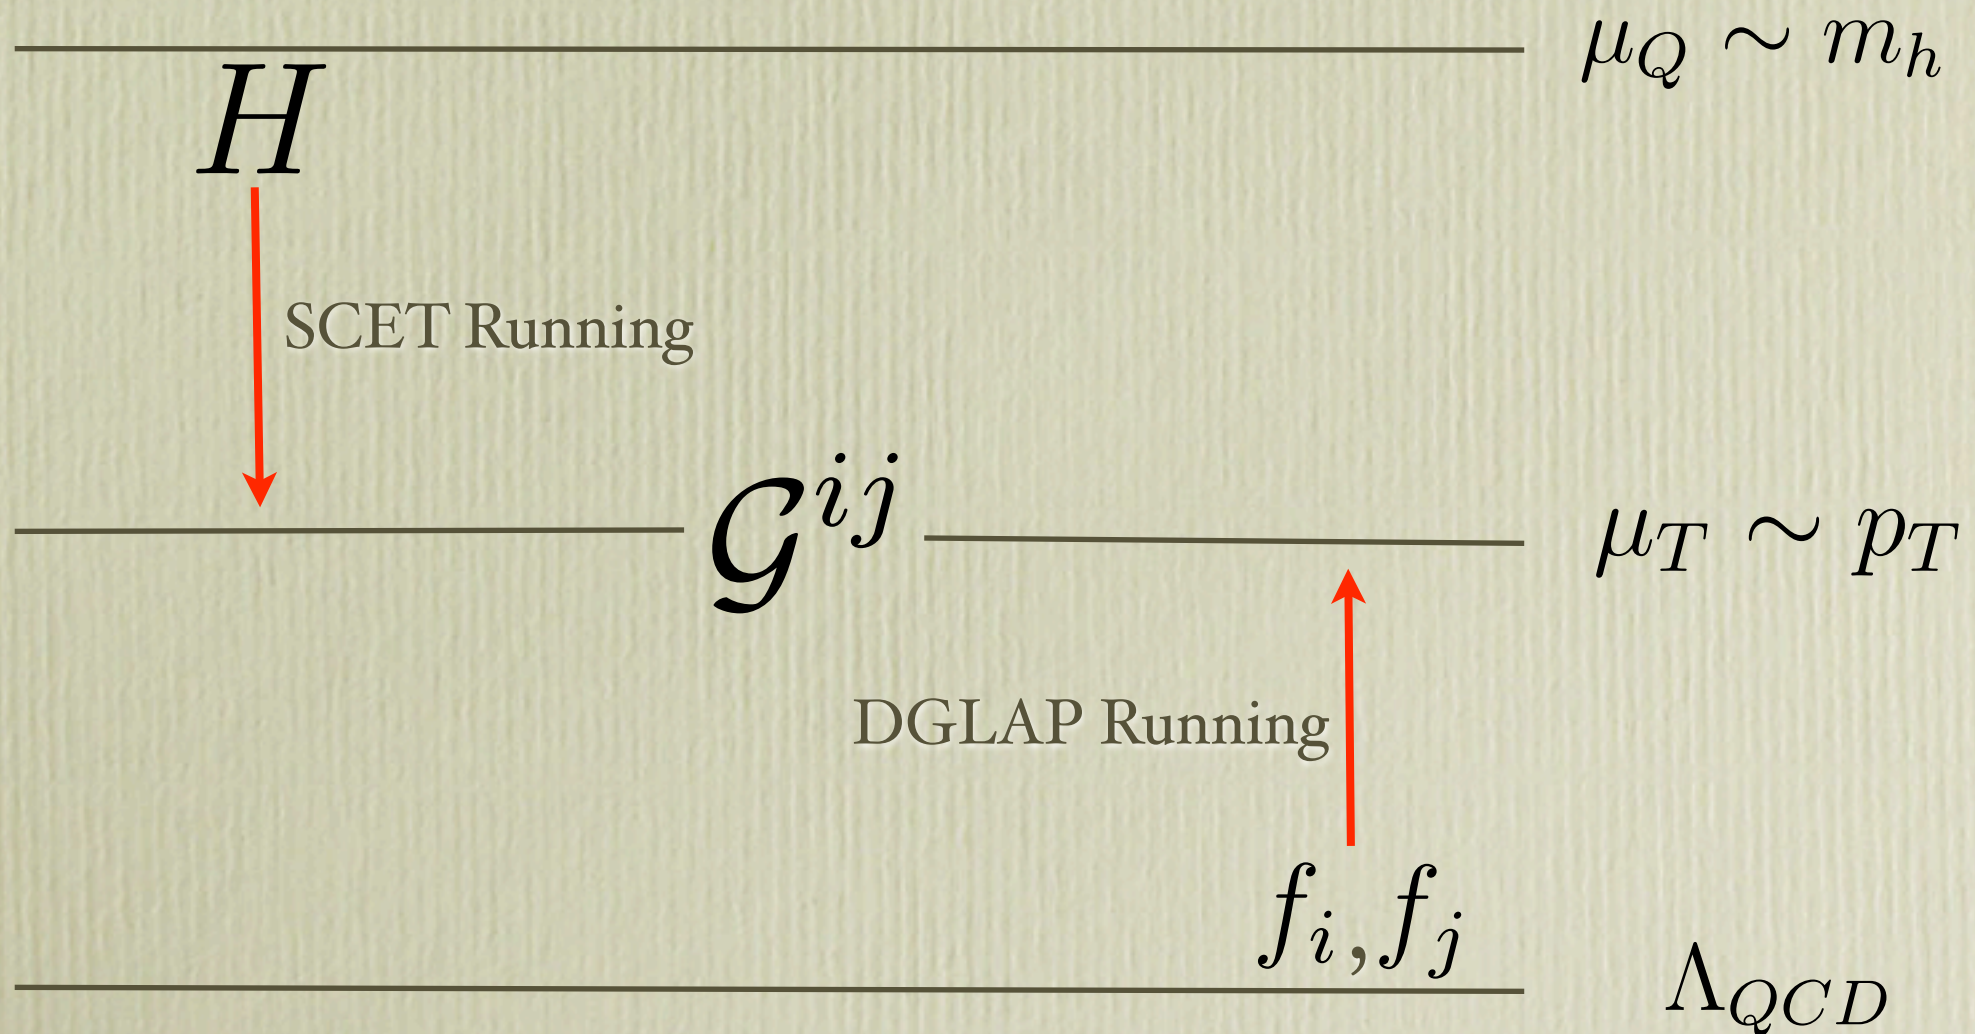 μ_Q ∼ m_h
H
SCET Running
𝒢^{ij}
μ_T ∼ p_T
DGLAP Running
f_i, f_j
Λ_{QCD}